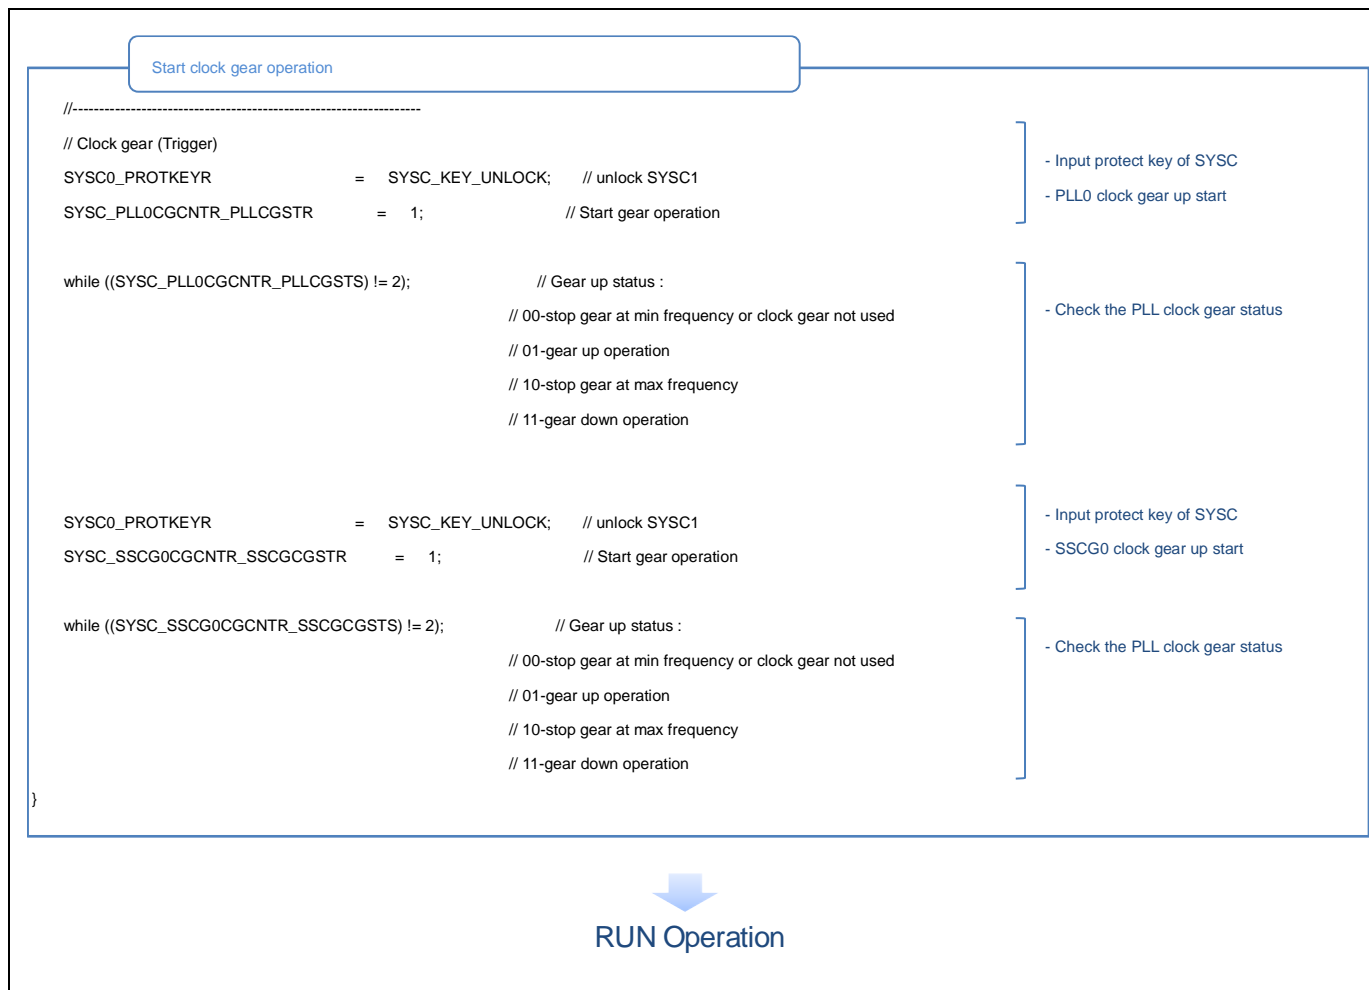 Start clock gear operation
//------------------------------------------------------------------
// Clock gear (Trigger)
SYSC0_PROTKEYR = SYSC_KEY_UNLOCK; // unlock SYSC1
SYSC_PLL0CGCNTR_PLLCGSTR = 1; // Start gear operation
- Input protect key of SYSC
- PLL0 clock gear up start
while ((SYSC_PLL0CGCNTR_PLLCGSTS) != 2); // Gear up status :
// 00-stop gear at min frequency or clock gear not used
// 01-gear up operation
// 10-stop gear at max frequency
// 11-gear down operation
- Check the PLL clock gear status
SYSC0_PROTKEYR = SYSC_KEY_UNLOCK; // unlock SYSC1
SYSC_SSCG0CGCNTR_SSCGCGSTR = 1; // Start gear operation
- Input protect key of SYSC
- SSCG0 clock gear up start
while ((SYSC_SSCG0CGCNTR_SSCGCGSTS) != 2); // Gear up status :
// 00-stop gear at min frequency or clock gear not used
// 01-gear up operation
// 10-stop gear at max frequency
// 11-gear down operation
- Check the PLL clock gear status
}
RUN Operation